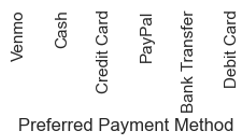 Venmo
Cash
Credit Card
PayPal
Bank Transfer
Debit Card
Preferred Payment Method